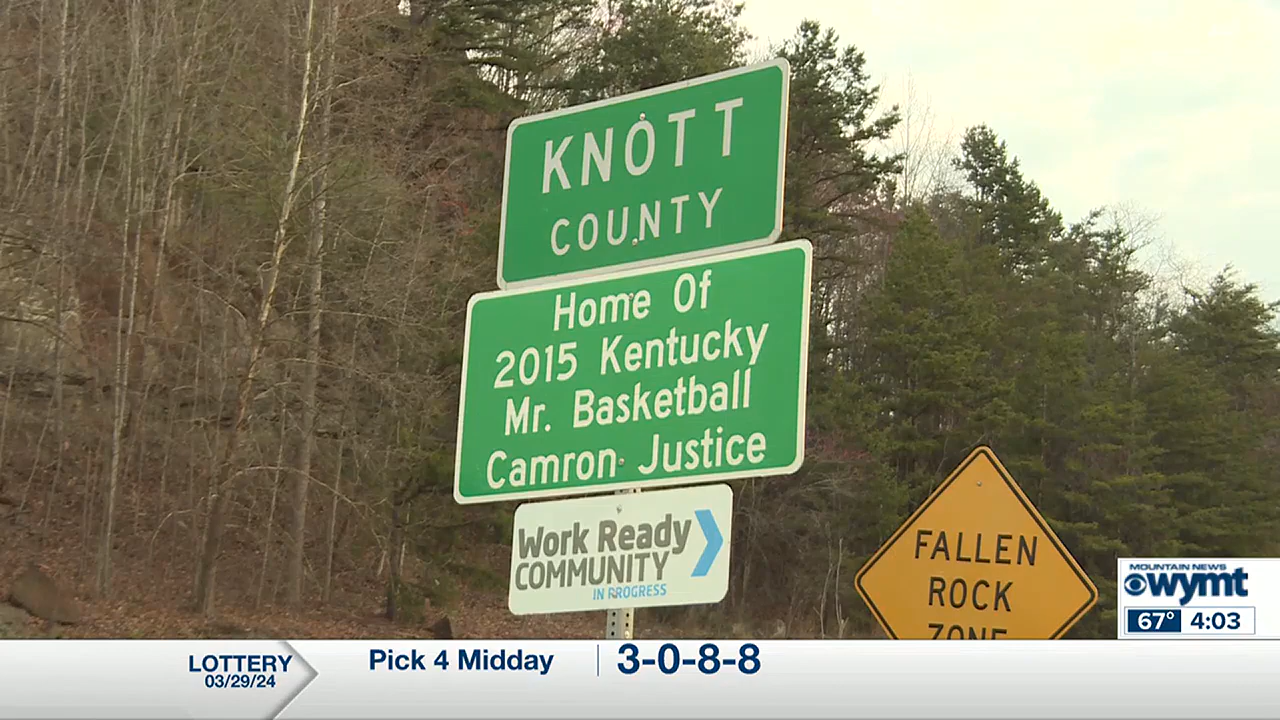 KNOTT
COUNTY
Home Of
2015 Kentucky
Mr. Basketball
Camron Justice
Work Ready
COMMUNITY
IN PROGRESS
FALLEN
ROCK
ZONE
MOUNTAIN NEWS
wymt
67° 4:03
LOTTERY
03/29/24
Pick 4 Midday
3-0-8-8